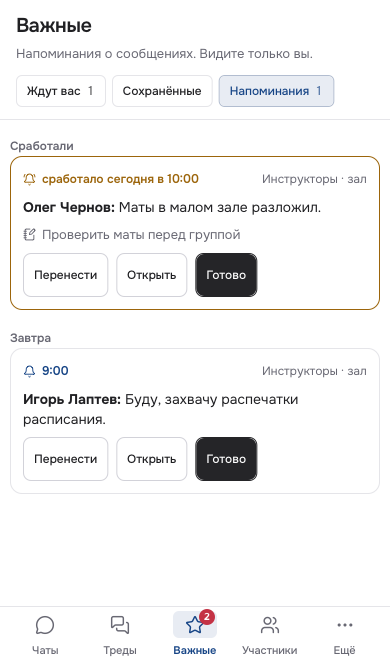 Важные
Напоминания о сообщениях. Видите только вы.
Ждут вас 1 Сохранённые Напоминания 1
Сработали
сработало сегодня в 10:00 Инструкторы · зал
Олег Чернов: Маты в малом зале разложил.
Проверить маты перед группой
Перенести Открыть Готово
Завтра
9:00 Инструкторы · зал
Игорь Лаптев: Буду, захвачу распечатки
расписания.
Перенести Открыть Готово
2
Чаты Треды Важные Участники Ещё